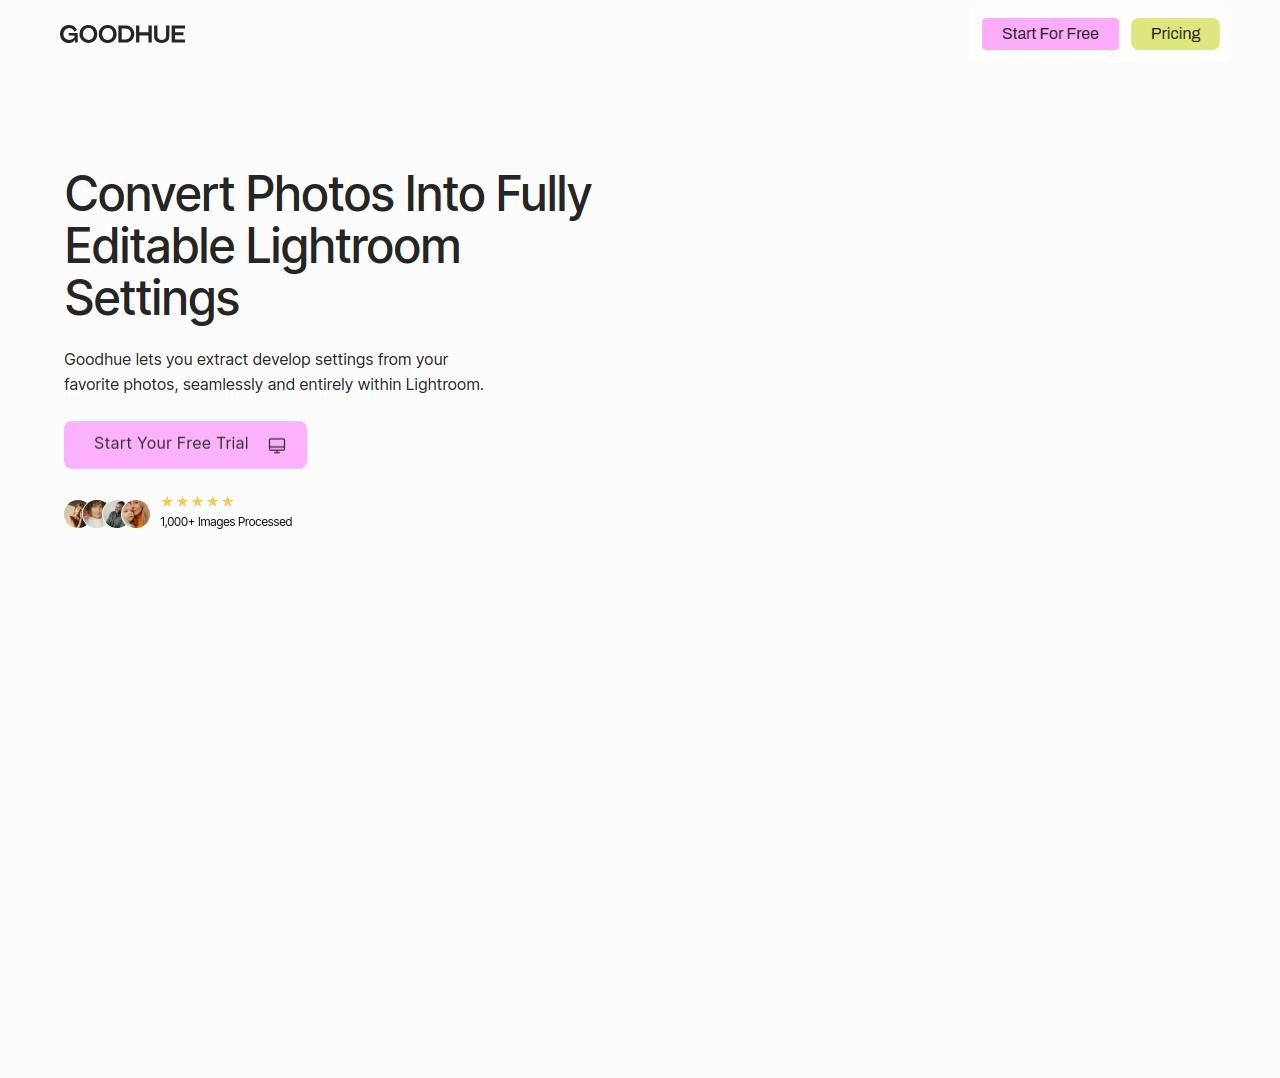 GOODHUE
Start For Free
Pricing
Convert Photos Into Fully
Editable Lightroom
Settings
Goodhue lets you extract develop settings from your
favorite photos, seamlessly and entirely within Lightroom.
Start Your Free Trial
★★★★★
1,000+ Images Processed